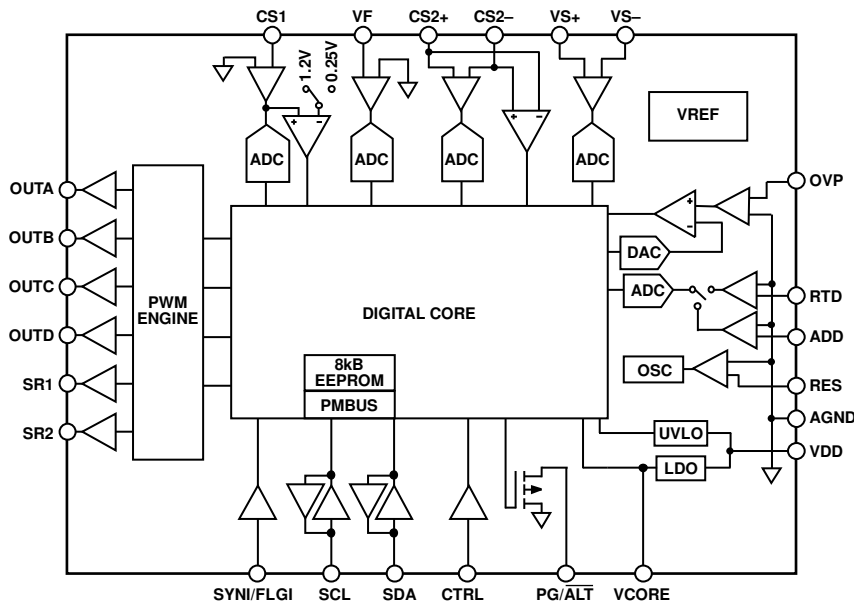 CS1 VF CS2+ CS2– VS+ VS–
1.2V
0.25V
+ – + –
VREF
ADC ADC ADC ADC
OUTA
OUTB
OUTC
OUTD
SR1
SR2
PWM
ENGINE
DIGITAL CORE
8kB
EEPROM
PMBUS
+
–
DAC
ADC
OSC
UVLO
LDO
OVP
RTD
ADD
RES
AGND
VDD
SYNI/FLGI SCL SDA CTRL PG/ALT VCORE